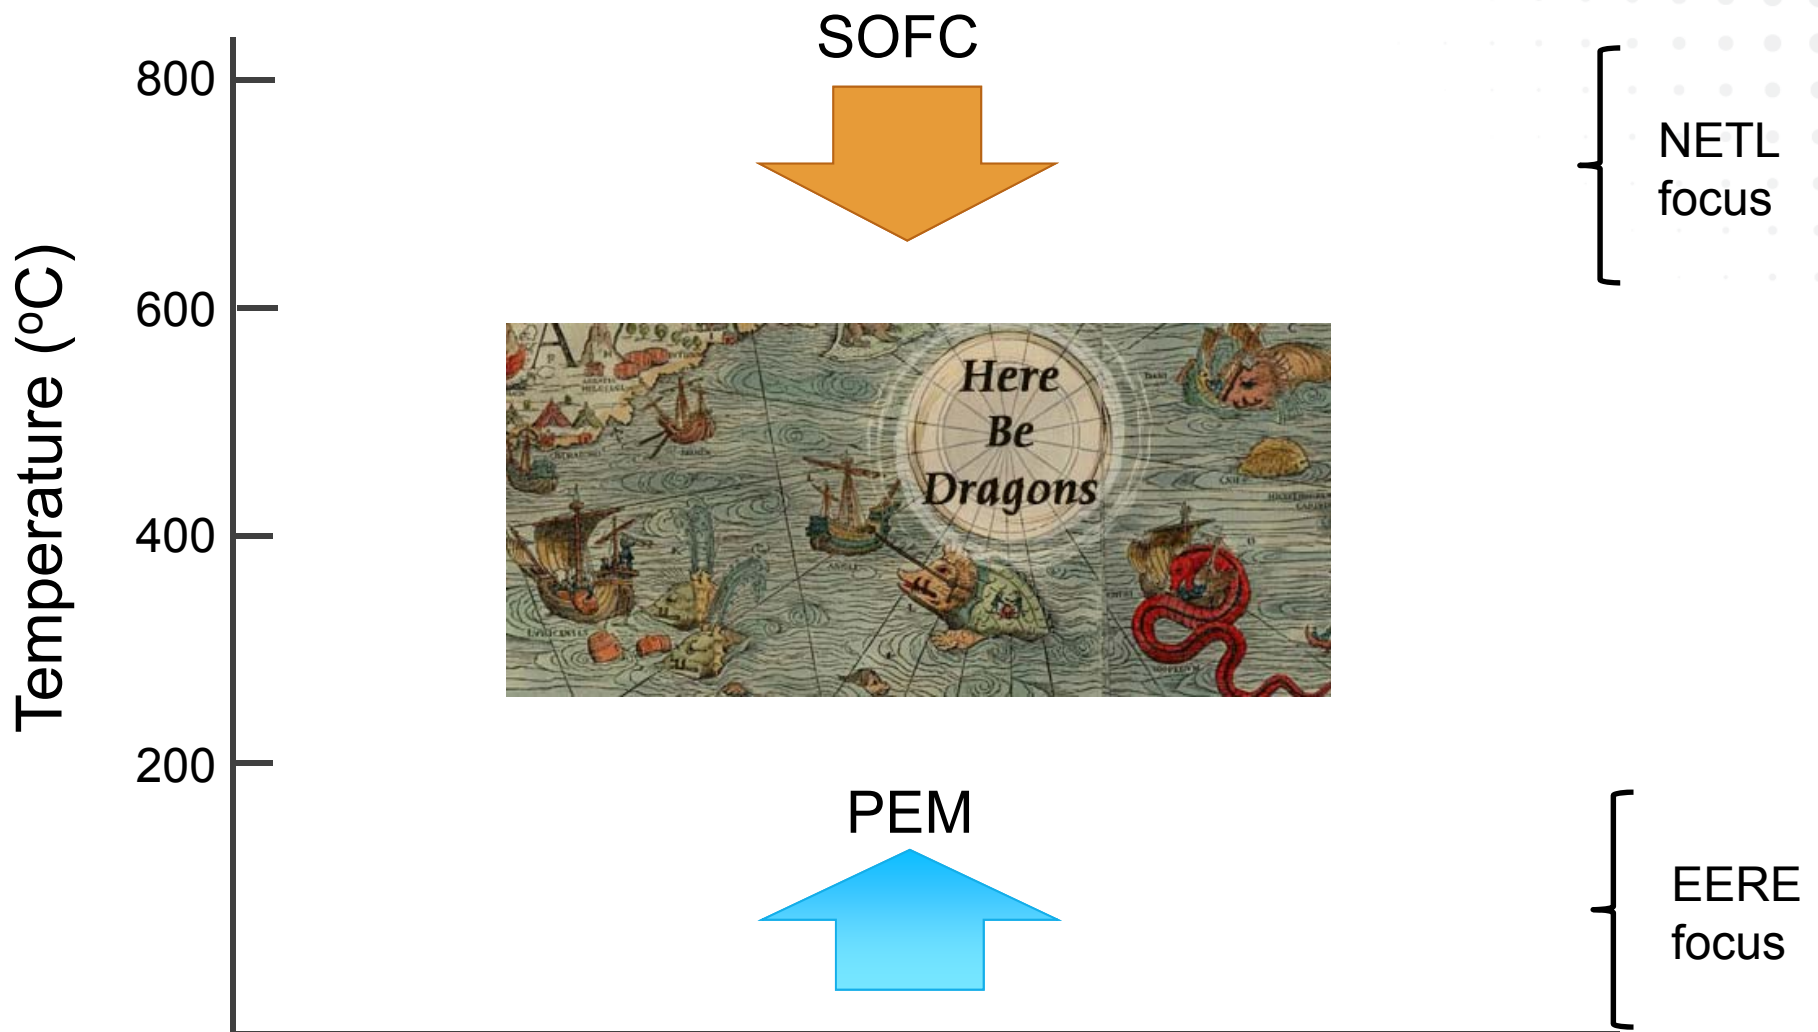 SOFC
800
NETL
focus
Temperature (ºC)
600
Here
Be
Dragons
400
200
PEM
EERE
focus